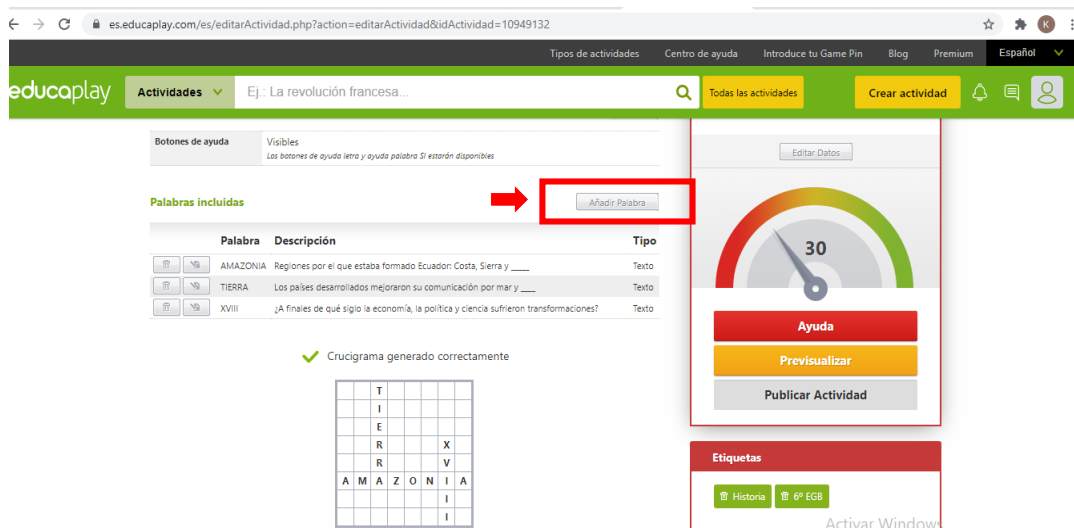 es.educaplay.com/es/editarActividad.php?action=editarActividad&idActividad=10949132
K
Tipos de actividades Centro de ayuda Introduce tu Game Pin Blog Premium Español
educaplay Actividades Ej.: La revolución francesa... Todas las actividades Crear actividad
Botones de ayuda Visibles
Los botones de ayuda letra y ayuda palabra SI estarán disponibles
Editar Datos
Palabras incluidas Añadir Palabra
Palabra Descripción Tipo
AMAZONIA Regiones por el que estaba formado Ecuador: Costa, Sierra y ____ Texto
TIERRA Los países desarrollados mejoraron su comunicación por mar y ____ Texto
XVIII ¿A finales de qué siglo la economía, la política y ciencia sufrieron transformaciones? Texto
30
Ayuda
Previsualizar
Publicar Actividad
Crucigrama generado correctamente
T
I
E
R X
R V
A M A Z O N I A
I
I
Etiquetas
Historia 6º EGB
Activar Windows